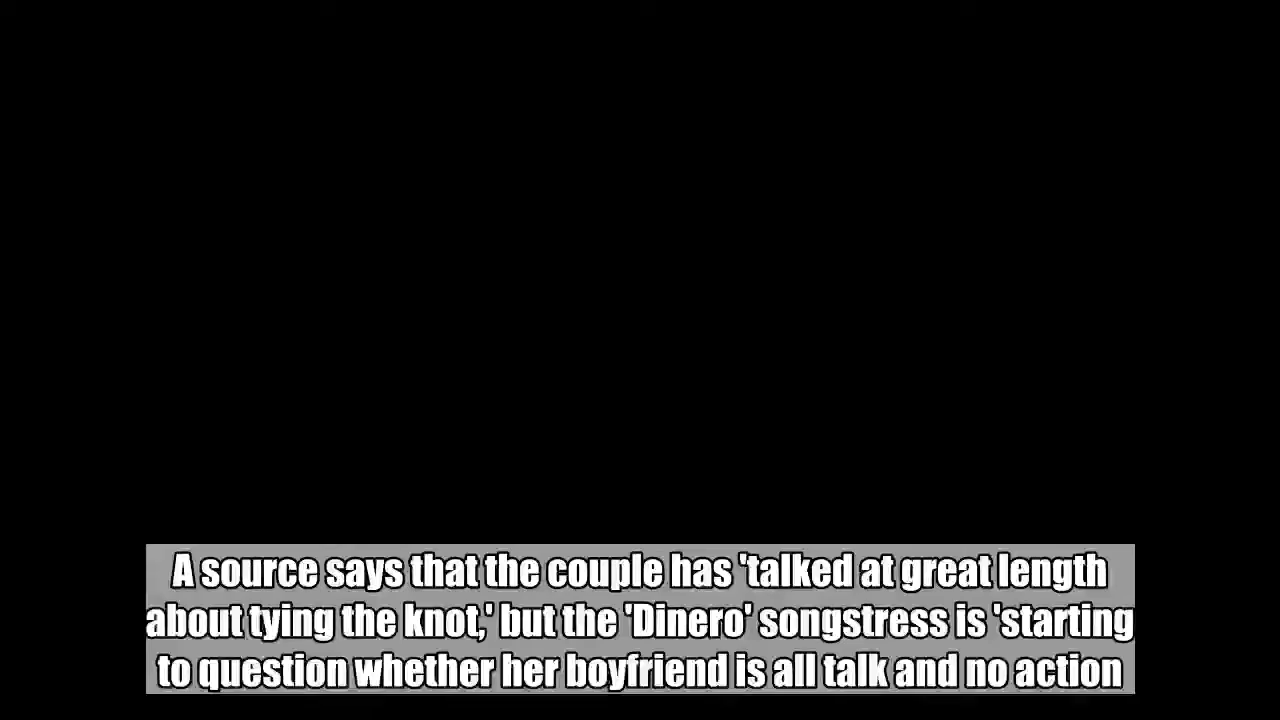 A source says that the couple has 'talked at great length
about tying the knot,' but the 'Dinero' songstress is 'starting
to question whether her boyfriend is all talk and no action